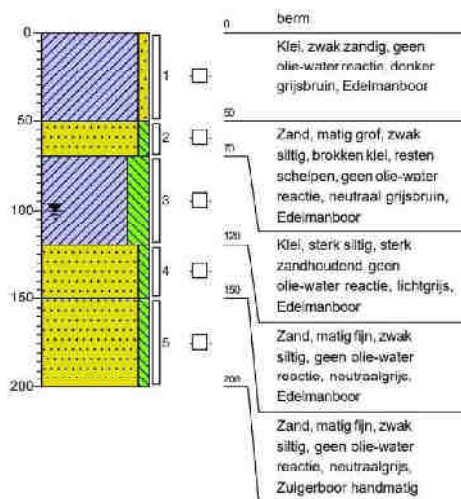 0
50
100
150
200
1
2
3
4
5
0
berm
Klei, zwak zandig, geen
olie-water reactie, donker
grijsbruin, Edelmanboor
50
Zand, matig grof, zwak
siltig, brokken klei, resten
schelpen, geen olie-water
reactie, neutraal grijsbruin,
Edelmanboor
70
Klei, sterk siltig, sterk
zandhoudend, geen
olie-water reactie, lichtgrijs,
Edelmanboor
120
Zand, matig fijn, zwak
siltig, geen olie-water
reactie, neutraalgrijs,
Edelmanboor
150
Zand, matig fijn, zwak
siltig, geen olie-water
reactie, neutraalgrijs,
Zuigerboor handmatig
200